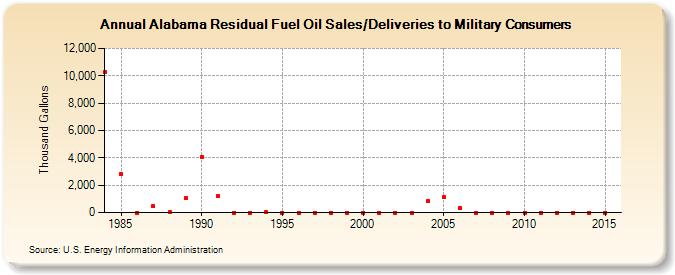 Annual Alabama Residual Fuel Oil Sales/Deliveries to Military Consumers
Thousand Gallons
12,000
10,000
8,000
6,000
4,000
2,000
0
1985 1990 1995 2000 2005 2010 2015
Source: U.S. Energy Information Administration